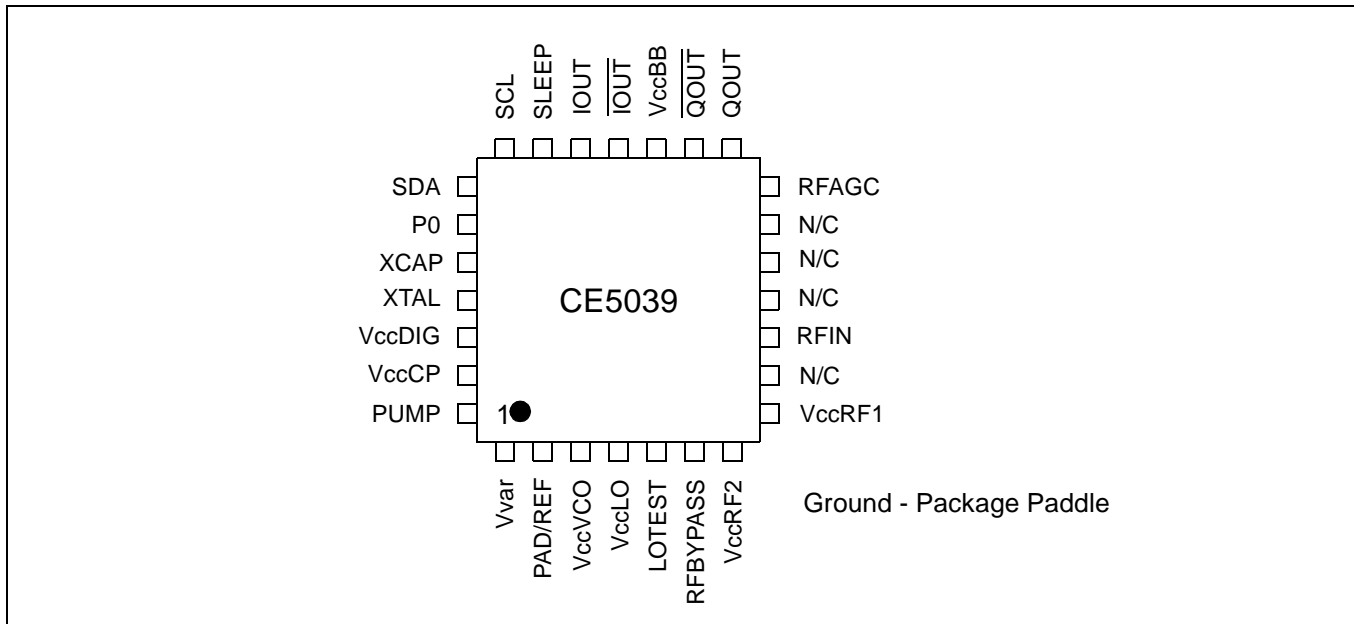 SCL
SLEEP
IOUT
IOUT
VccBB
QOUT
QOUT
SDA
P0
XCAP
XTAL
VccDIG
VccCP
PUMP
CE5039
1
RFAGC
N/C
N/C
N/C
RFIN
N/C
VccRF1
Vvar
PAD/REF
VccVCO
VccLO
LOTEST
RFBYPASS
VccRF2
Ground - Package Paddle